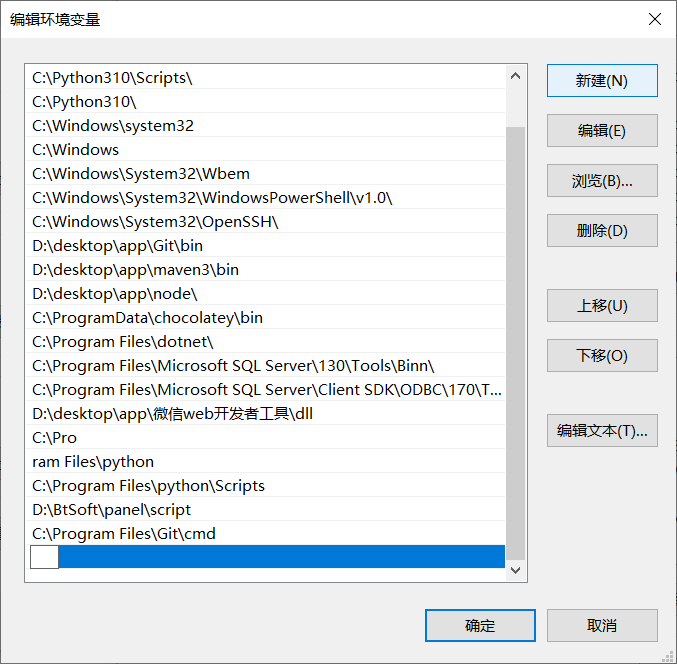 编辑环境变量
C:\Python310\Scripts\
C:\Python310\
C:\Windows\system32
C:\Windows
C:\Windows\System32\Wbem
C:\Windows\System32\WindowsPowerShell\v1.0\
C:\Windows\System32\OpenSSH\
D:\desktop\app\Git\bin
D:\desktop\app\maven3\bin
D:\desktop\app\node\
C:\ProgramData\chocolatey\bin
C:\Program Files\dotnet\
C:\Program Files\Microsoft SQL Server\130\Tools\Binn\
C:\Program Files\Microsoft SQL Server\Client SDK\ODBC\170\T...
D:\desktop\app\微信web开发者工具\dll
C:\Pro
ram Files\python
C:\Program Files\python\Scripts
D:\BtSoft\panel\script
C:\Program Files\Git\cmd
新建(N)
编辑(E)
浏览(B)...
删除(D)
上移(U)
下移(O)
编辑文本(T)...
确定
取消